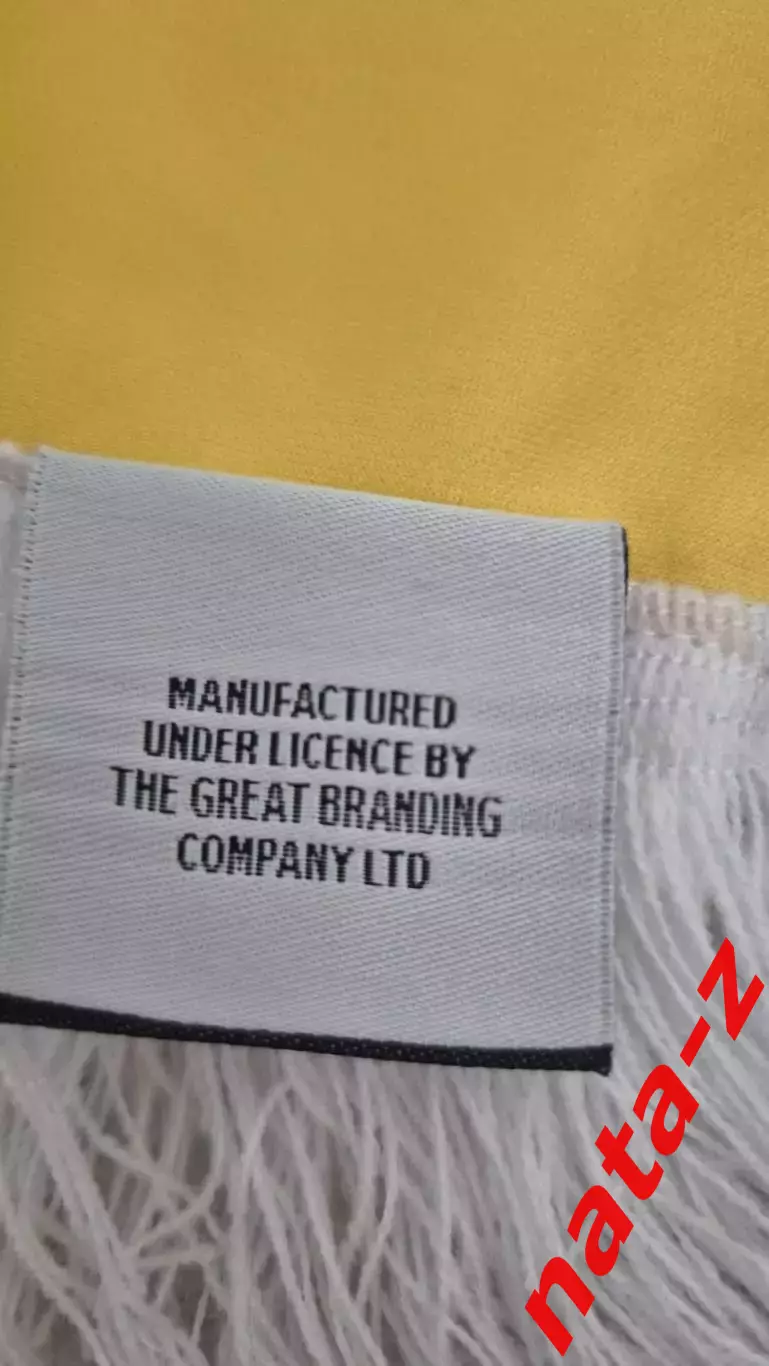 MANUFACTURED
UNDER LICENCE BY
THE GREAT BRANDING
COMPANY LTD
nata-z